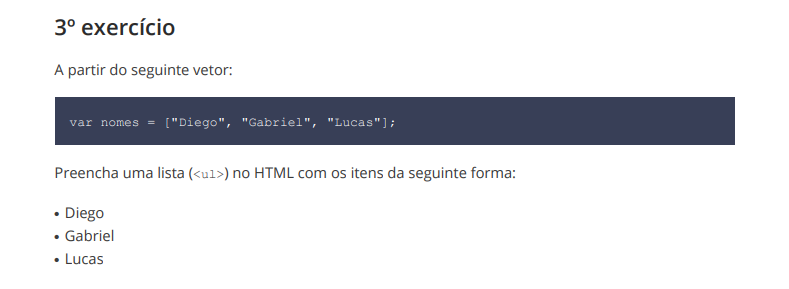 3º exercício
A partir do seguinte vetor:
var nomes = ["Diego", "Gabriel", "Lucas"];
Preencha uma lista (<ul>) no HTML com os itens da seguinte forma:
• Diego
• Gabriel
• Lucas